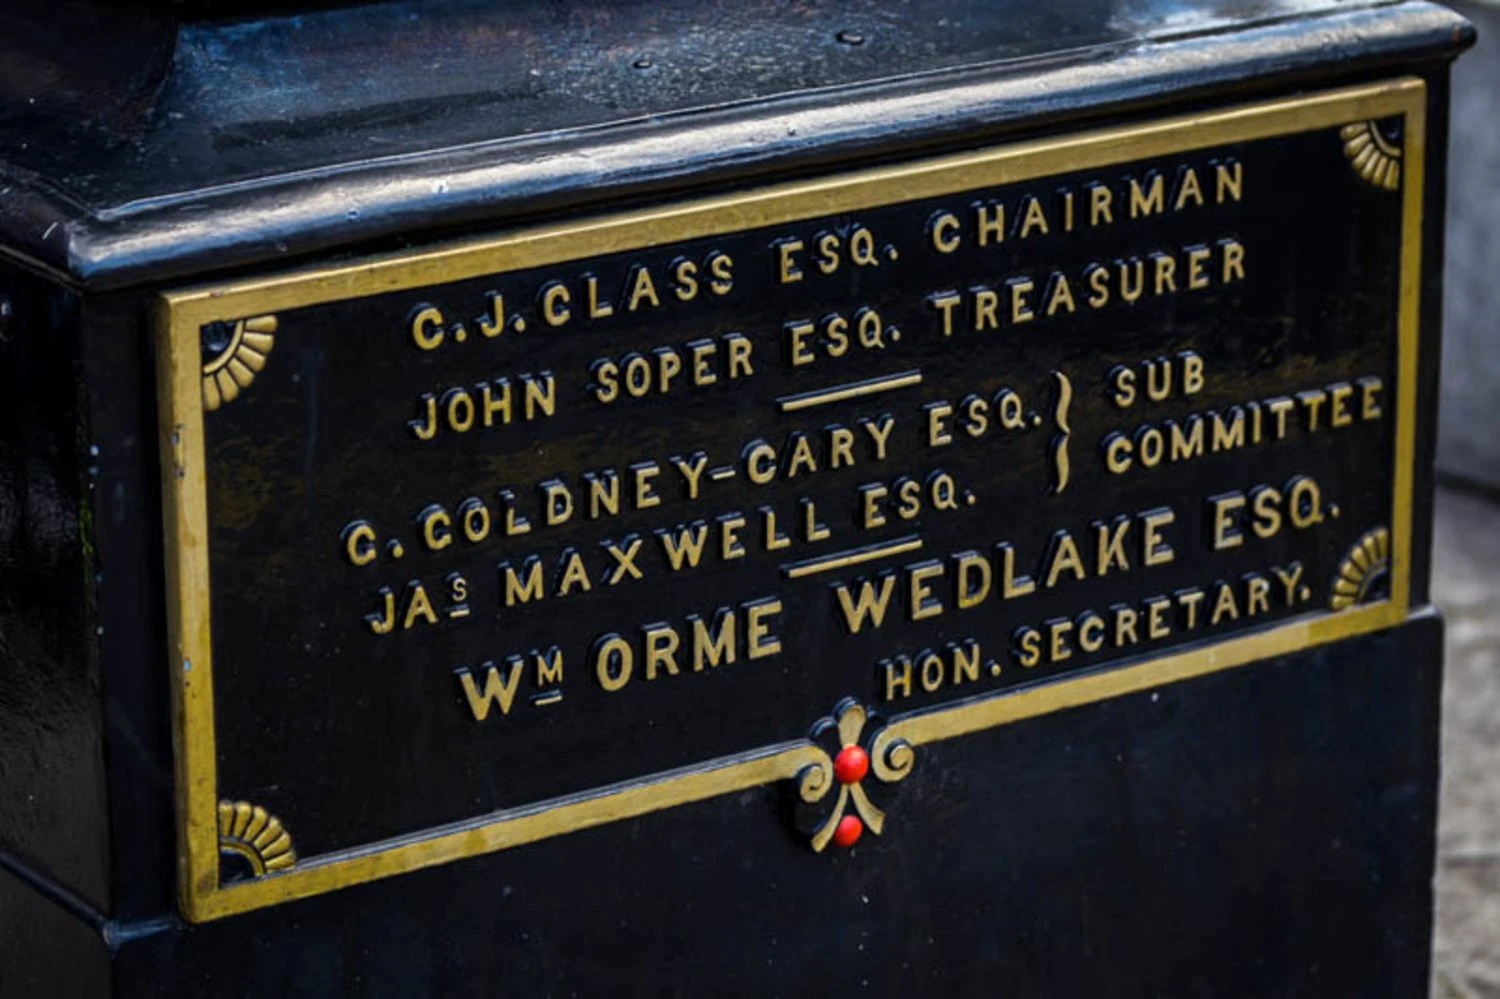 C.J.CLASS ESQ. CHAIRMAN
JOHN SOPER ESQ. TREASURER
C.COLDNEY-CARY ESQ. } SUB
JAS MAXWELL ESQ. } COMMITTEE
WM ORME WEDLAKE ESQ.
HON. SECRETARY.